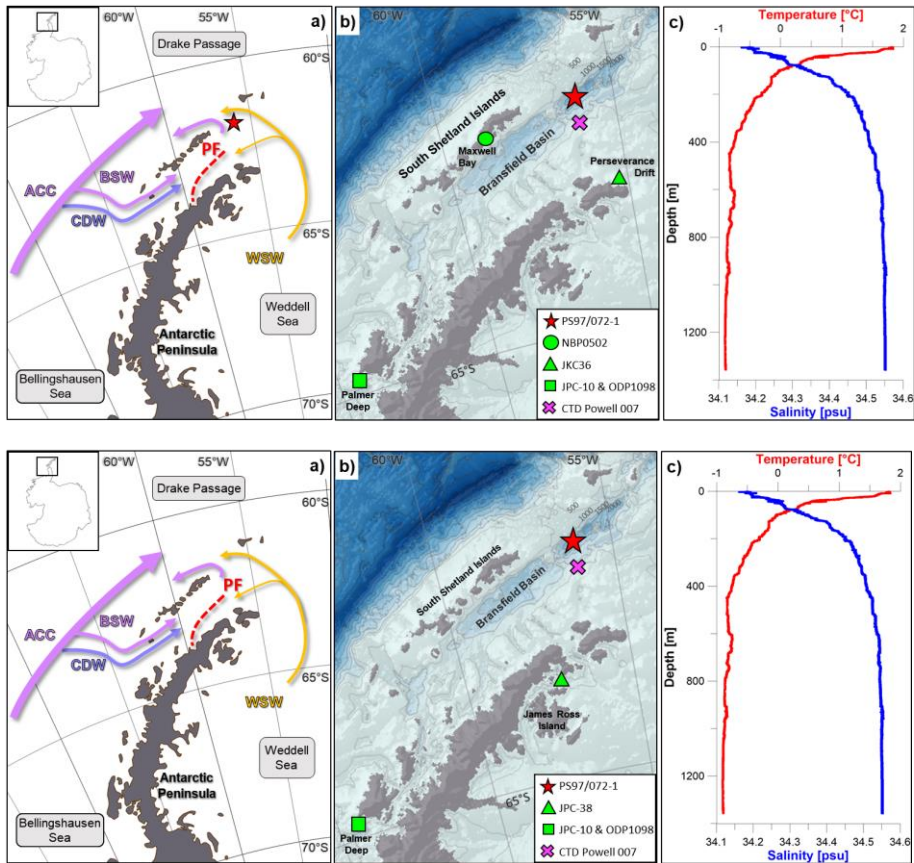 60°W
55°W
a)
Drake Passage
60°S
ACC
BSW
CDW
PF
WSW
65°S
Weddell
Sea
Antarctic
Peninsula
Bellingshausen
Sea
70°S
60°W
55°W
b)
500
1000
1500
South Shetland Islands
Maxwell
Bay
Bransfield Basin
Perseverance
Drift
65°S
Palmer
Deep
PS97/072-1
NBP0502
JKC36
JPC-10 & ODP1098
CTD Powell 007
c)
Temperature [°C]
-1 0 1 2
0
400
800
1200
Depth [m]
34.1 34.2 34.3 34.4 34.5 34.6
Salinity [psu]
60°W
55°W
a)
Drake Passage
60°S
ACC
BSW
CDW
PF
WSW
65°S
Weddell
Sea
Antarctic
Peninsula
Bellingshausen
Sea
70°S
60°W
55°W
b)
500
1000
1500
South Shetland Islands
Bransfield Basin
James Ross
Island
65°S
Palmer
Deep
PS97/072-1
JPC-38
JPC-10 & ODP1098
CTD Powell 007
c)
Temperature [°C]
-1 0 1 2
0
400
800
1200
Depth [m]
34.1 34.2 34.3 34.4 34.5 34.6
Salinity [psu]